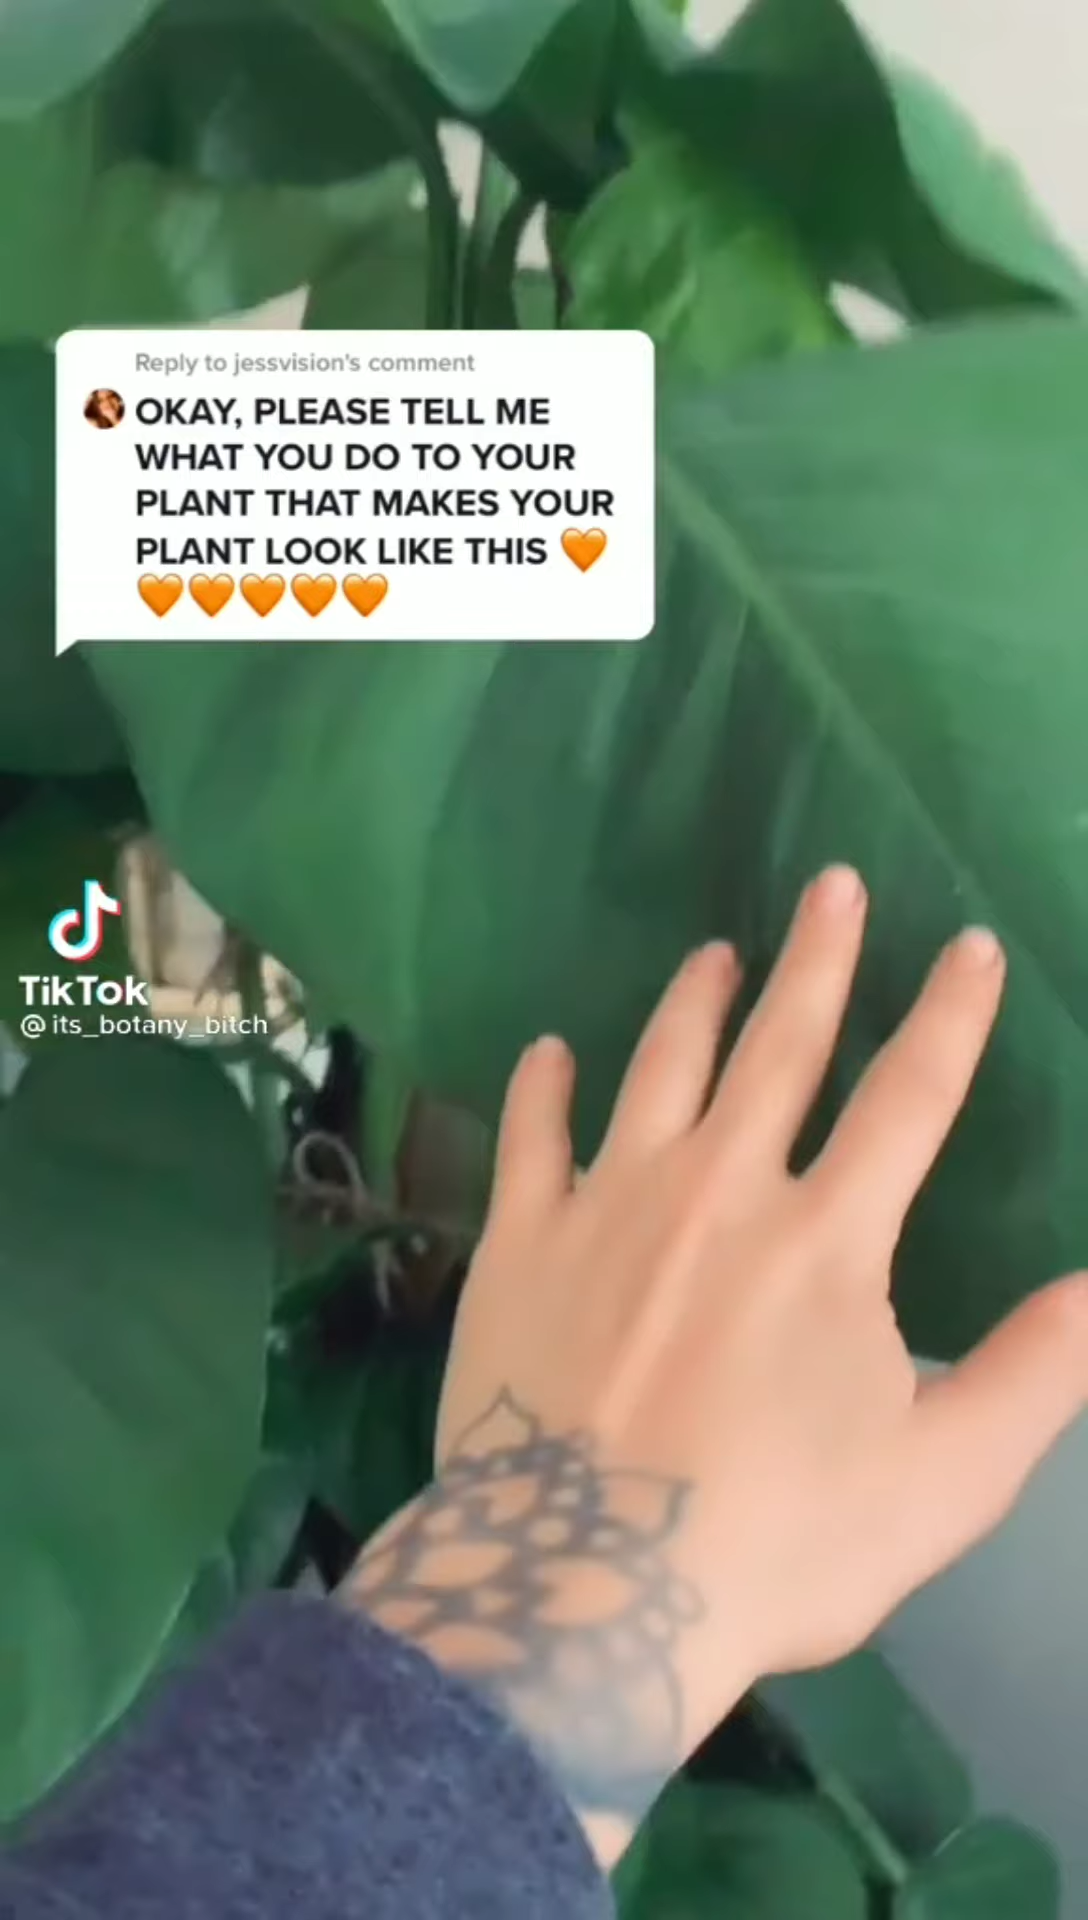 Reply to jessvision's comment
OKAY, PLEASE TELL ME
WHAT YOU DO TO YOUR
PLANT THAT MAKES YOUR
PLANT LOOK LIKE THIS 🧡
🧡🧡🧡🧡🧡
TikTok
@its_botany_bitch